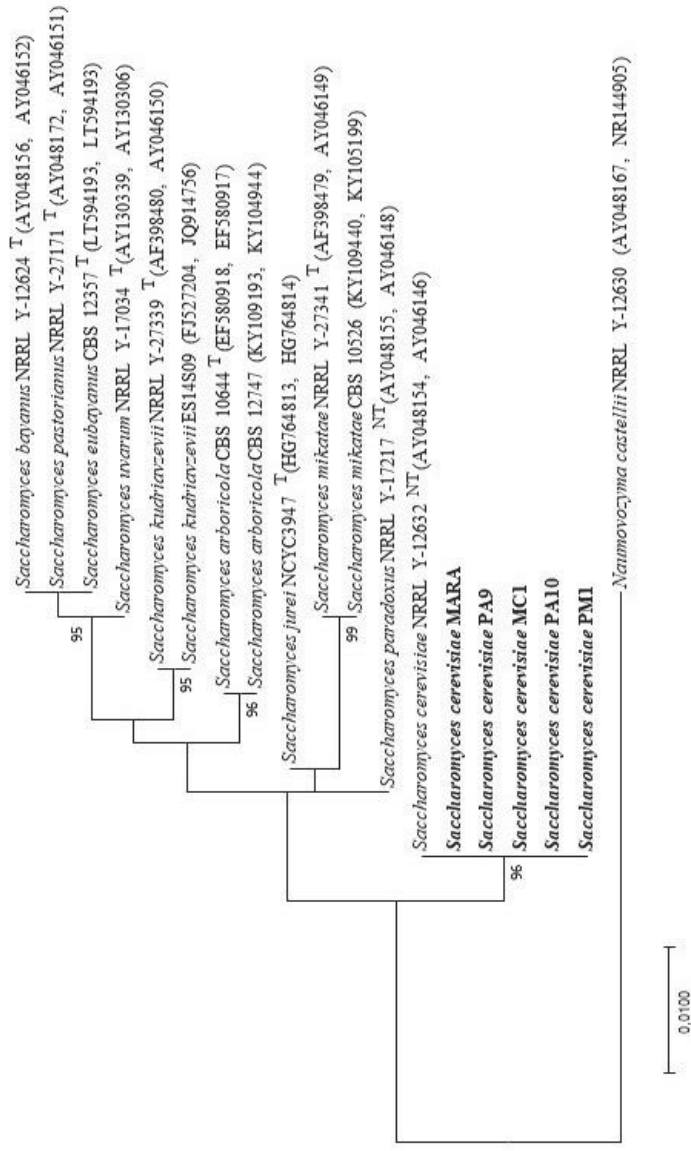 Saccharomyces bayanus NRRL Y-12624 T (AY048156, AY046152)
Saccharomyces pastorianus NRRL Y-27171 T (AY048172, AY046151)
Saccharomyces eubayanus CBS 12357 T (LT594193, LT594193)
Saccharomyces uvarum NRRL Y-17034 T (AY130339, AY130306)
Saccharomyces kudriavzevii NRRL Y-27339 T (AF398480, AY046150)
Saccharomyces kudriavzevii ES14S09 (FJ527204, JQ914756)
Saccharomyces arboricola CBS 10644 T (EF580918, EF580917)
Saccharomyces arboricola CBS 12747 (KY109193, KY104944)
Saccharomyces jurei NCYC3947 T (HG764813, HG764814)
Saccharomyces mikatae NRRL Y-27341 T (AF398479, AY046149)
Saccharomyces mikatae CBS 10526 (KY109440, KY105199)
Saccharomyces paradoxus NRRL Y-17217 NT (AY048155, AY046148)
Saccharomyces cerevisiae NRRL Y-12632 NT (AY048154, AY046146)
Saccharomyces cerevisiae MARA
Saccharomyces cerevisiae PA9
Saccharomyces cerevisiae MC1
Saccharomyces cerevisiae PA10
Saccharomyces cerevisiae PM1
Naumovozyma castellii NRRL Y-12630 (AY048167, NR144905)
95
95
96
99
96
0.0100